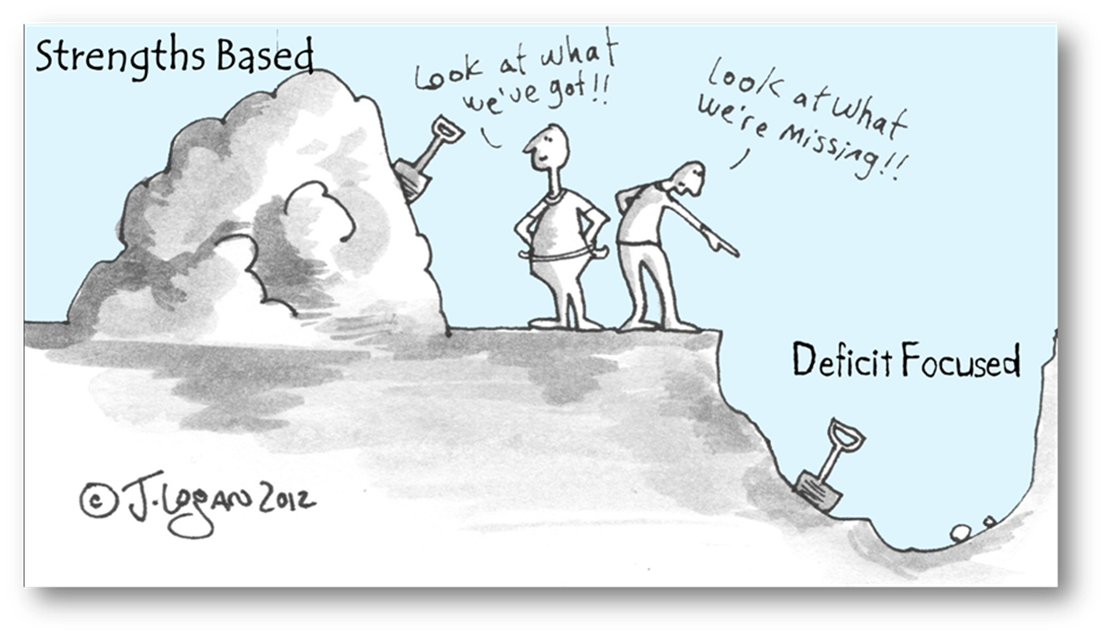 Strengths Based
Look at what
we've got!!
Look at what
we're missing!!
Deficit Focused
© J. Logan 2012